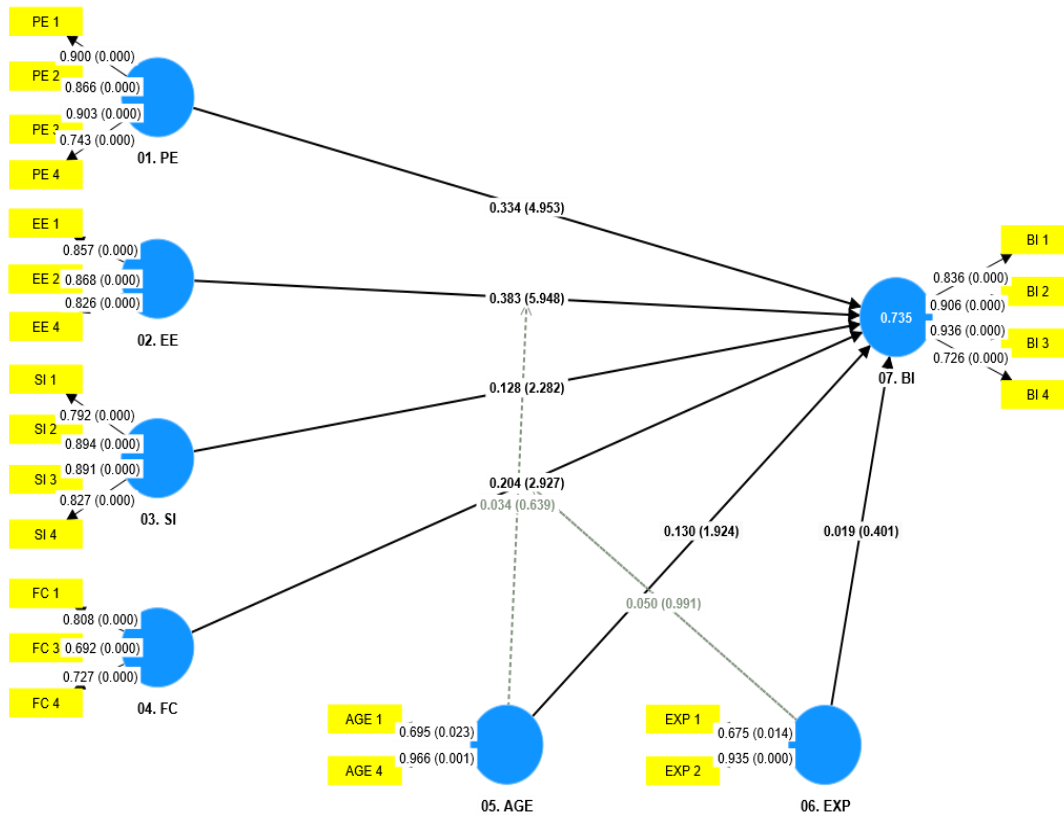 PE 1
0.900 (0.000)
PE 2
0.866 (0.000)
0.903 (0.000)
PE 3
0.743 (0.000)
PE 4
01. PE
EE 1
0.857 (0.000)
EE 2
0.868 (0.000)
0.826 (0.000)
EE 4
02. EE
SI 1
0.792 (0.000)
SI 2
0.894 (0.000)
SI 3
0.891 (0.000)
0.827 (0.000)
SI 4
03. SI
FC 1
0.808 (0.000)
FC 3
0.692 (0.000)
0.727 (0.000)
FC 4
04. FC
0.334 (4.953)
0.383 (5.948)
0.128 (2.282)
0.204 (2.927)
0.034 (0.639)
0.130 (1.924)
0.019 (0.401)
0.050 (0.991)
AGE 1
0.695 (0.023)
AGE 4
0.966 (0.001)
05. AGE
EXP 1
0.675 (0.014)
EXP 2
0.935 (0.000)
06. EXP
0.735
07. BI
BI 1
0.836 (0.000)
BI 2
0.906 (0.000)
0.936 (0.000)
BI 3
0.726 (0.000)
BI 4